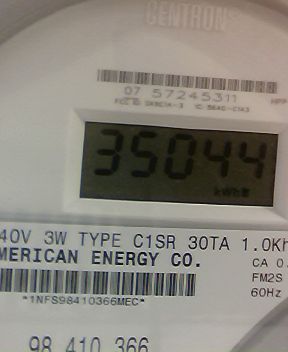 CENTRON®
07 57245311
35044
kWh
40V 3W TYPE C1SR 30TA 1.0Kh
MERICAN ENERGY CO.
CA 0.
FM2S
60Hz
*1NFS98410366MEC*
98 410 366